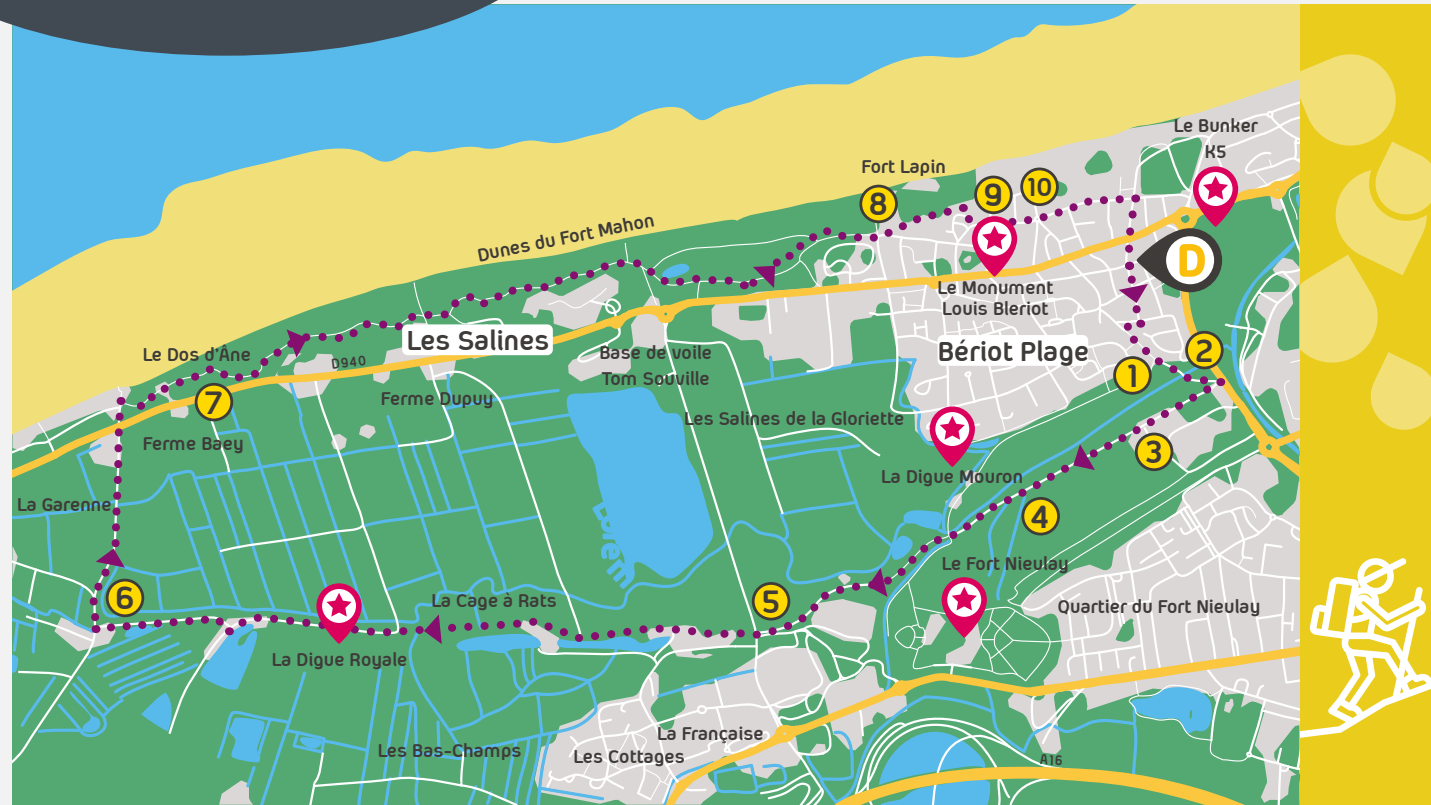 Le Bunker
K5
Fort Lapin
9
10
8
Dunes du Fort Mahon
D
Le Monument
Louis Bleriot
Les Salines
Bériot Plage
Le Dos d'Âne
D940
Base de voile
Tom Souville
2
1
7
Ferme Dupuy
Les Salines de la Gloriette
Ferme Baey
3
La Digue Mouron
La Garenne
4
Lorem
Le Fort Nieulay
6
5
La Cage à Rats
Quartier du Fort Nieulay
La Digue Royale
La Française
Les Bas-Champs
Les Cottages
A16